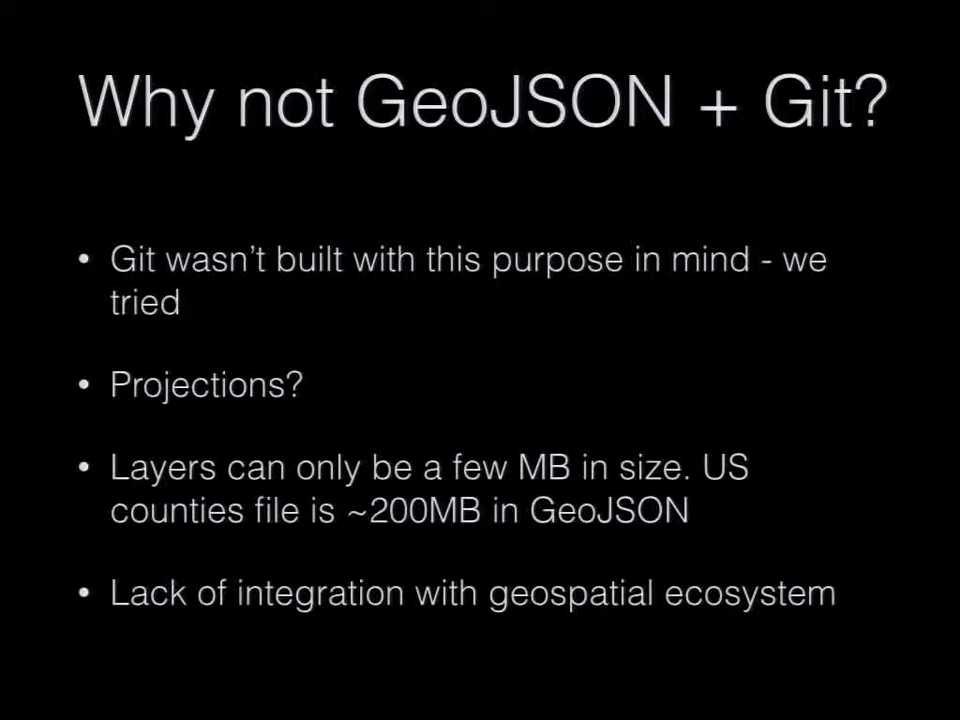 Why not GeoJSON + Git?
• Git wasn’t built with this purpose in mind - we
tried
• Projections?
• Layers can only be a few MB in size. US
counties file is ~200MB in GeoJSON
• Lack of integration with geospatial ecosystem